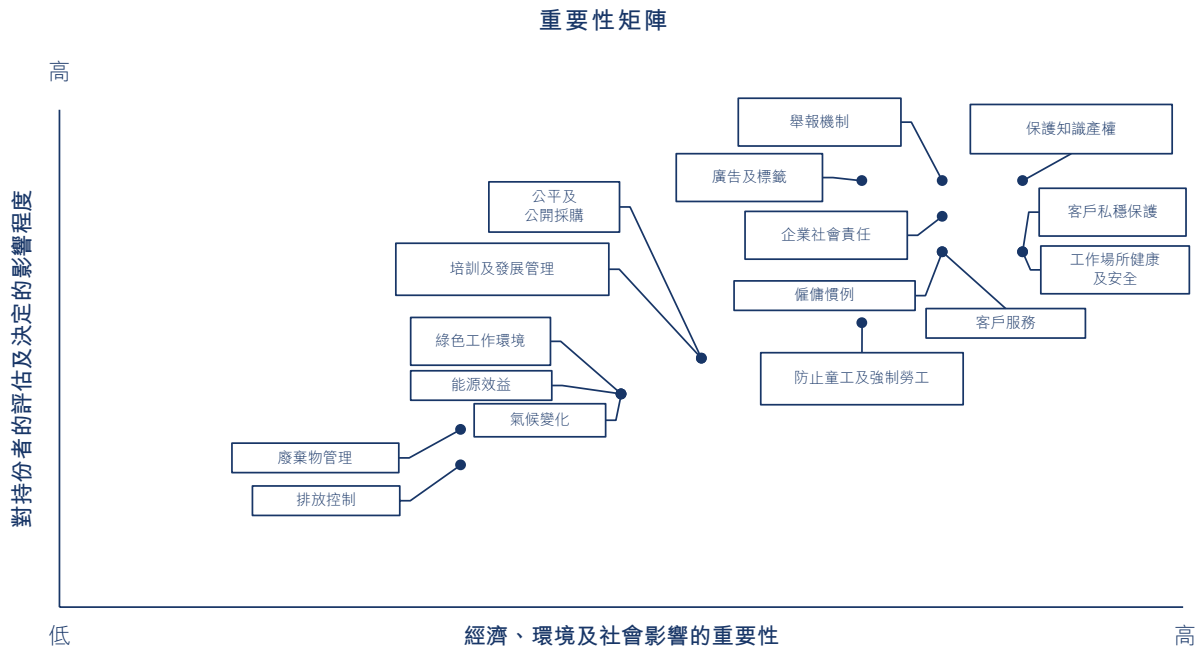 重要性矩陣
高
對持份者的評估及決定的影響程度
舉報機制
保護知識產權
廣告及標籤
公平及
公開採購
客戶私穩保護
企業社會責任
培訓及發展管理
工作場所健康
及安全
僱傭慣例
客戶服務
綠色工作環境
防止童工及強制勞工
能源效益
氣候變化
廢棄物管理
排放控制
低
經濟、環境及社會影響的重要性
高